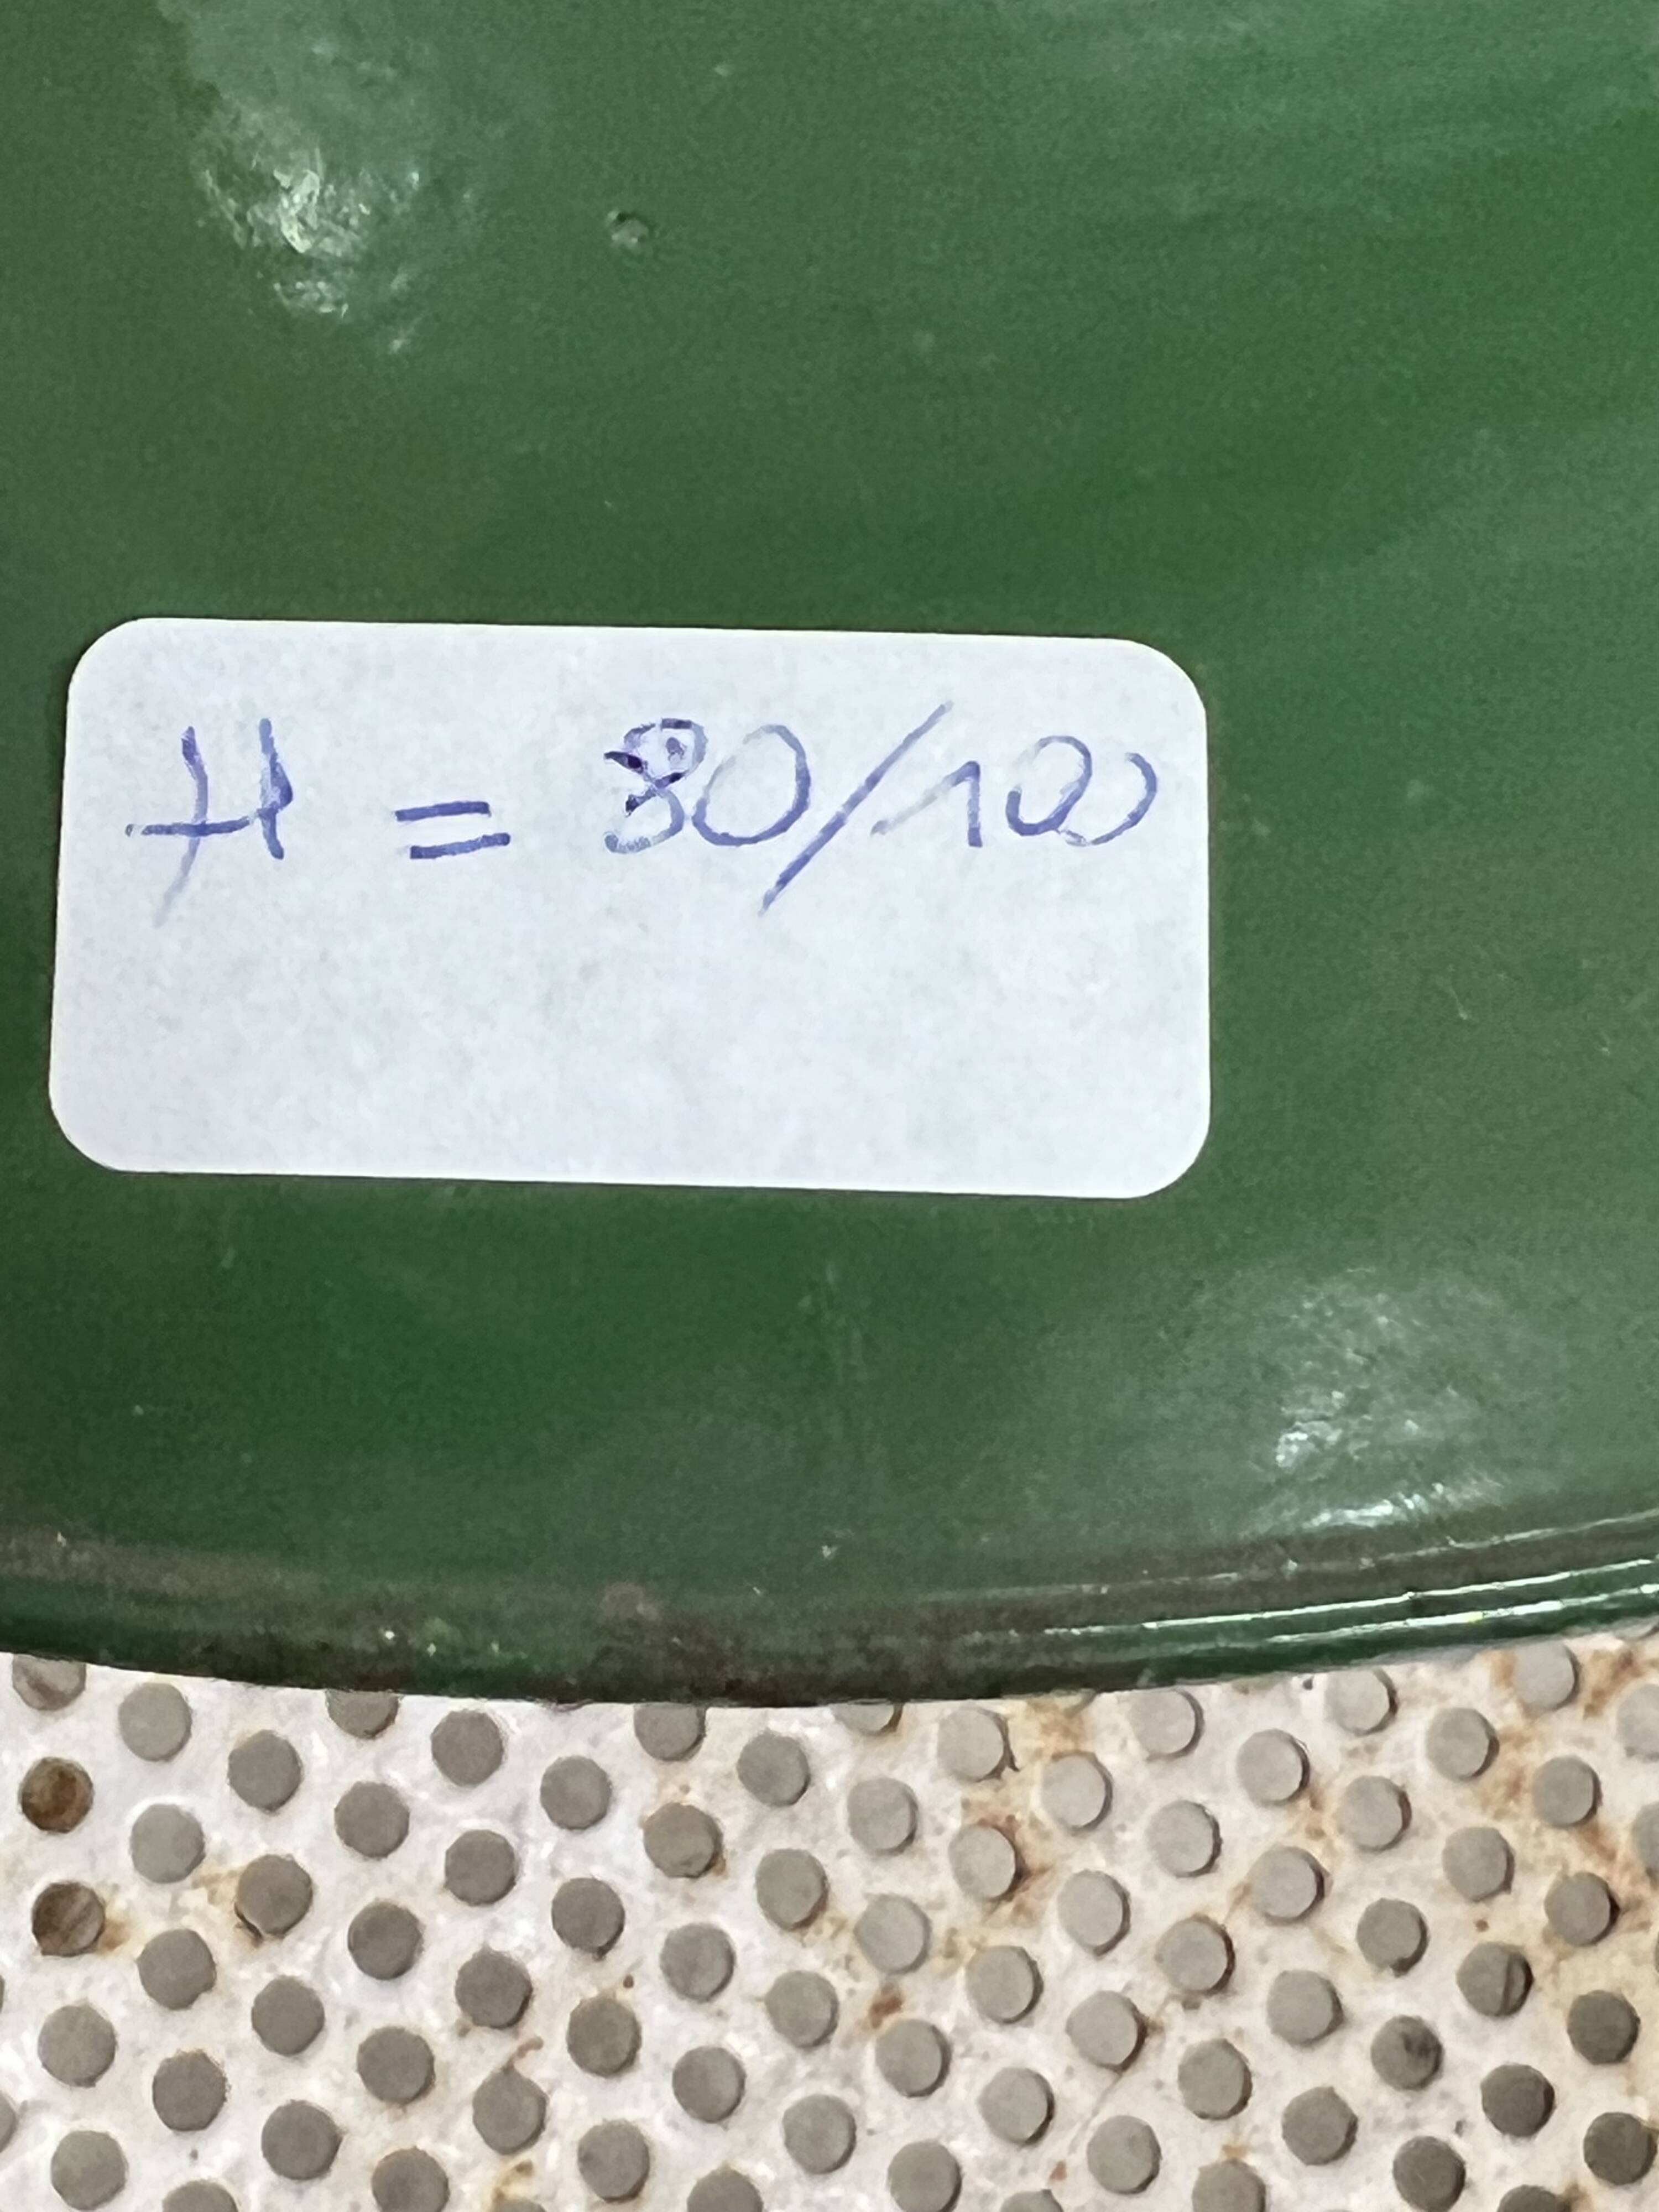 H = 80/100